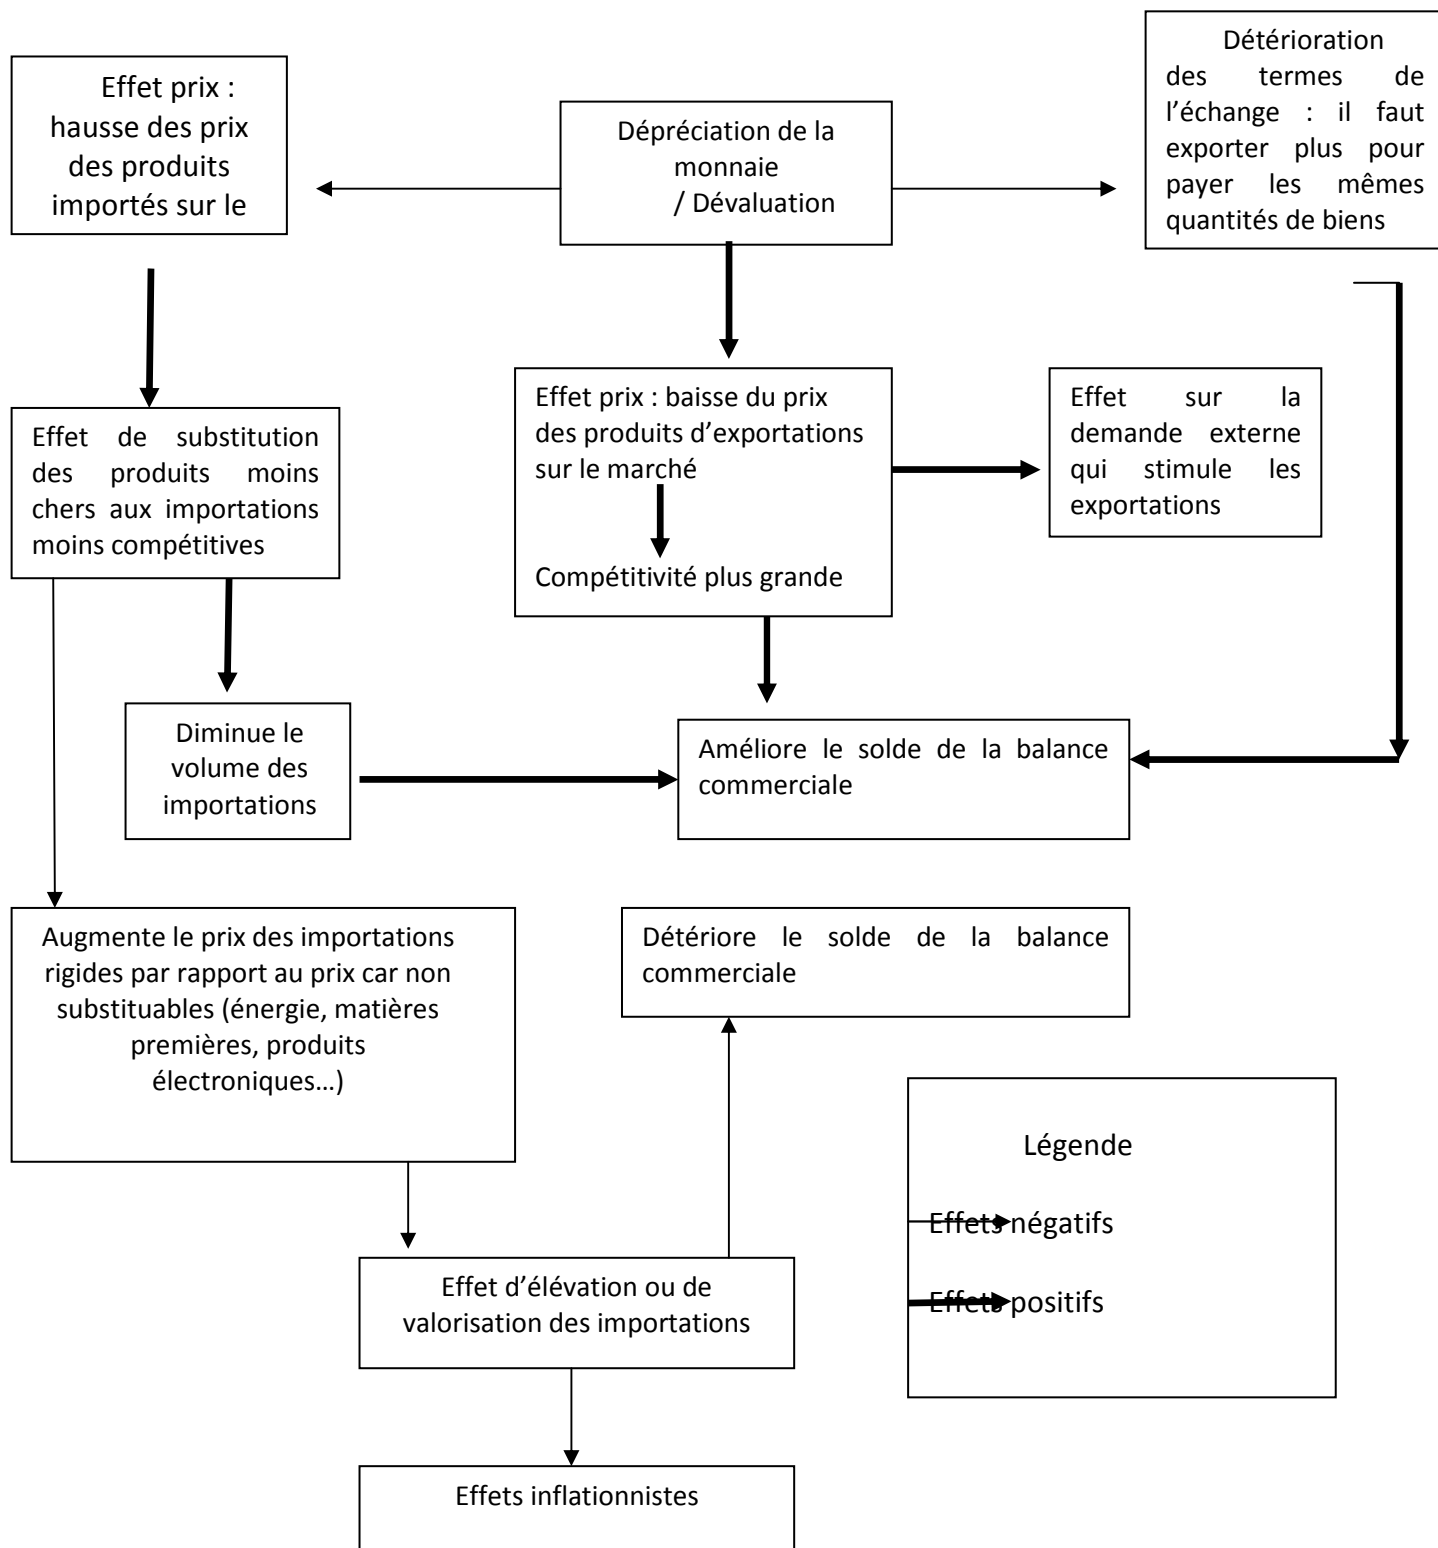 Effet prix :
hausse des prix
des produits
importés sur le
Dépréciation de la
monnaie
/ Dévaluation
Détérioration
des termes de
l’échange : il faut
exporter plus pour
payer les mêmes
quantités de biens
Effet de substitution
des produits moins
chers aux importations
moins compétitives
Effet prix : baisse du prix
des produits d’exportations
sur le marché
Compétitivité plus grande
Effet sur la
demande externe
qui stimule les
exportations
Diminue le
volume des
importations
Améliore le solde de la balance
commerciale
Augmente le prix des importations
rigides par rapport au prix car non
substituables (énergie, matières
premières, produits
électroniques…)
Détériore le solde de la balance
commerciale
Légende
Effets négatifs
Effets positifs
Effet d’élévation ou de
valorisation des importations
Effets inflationnistes